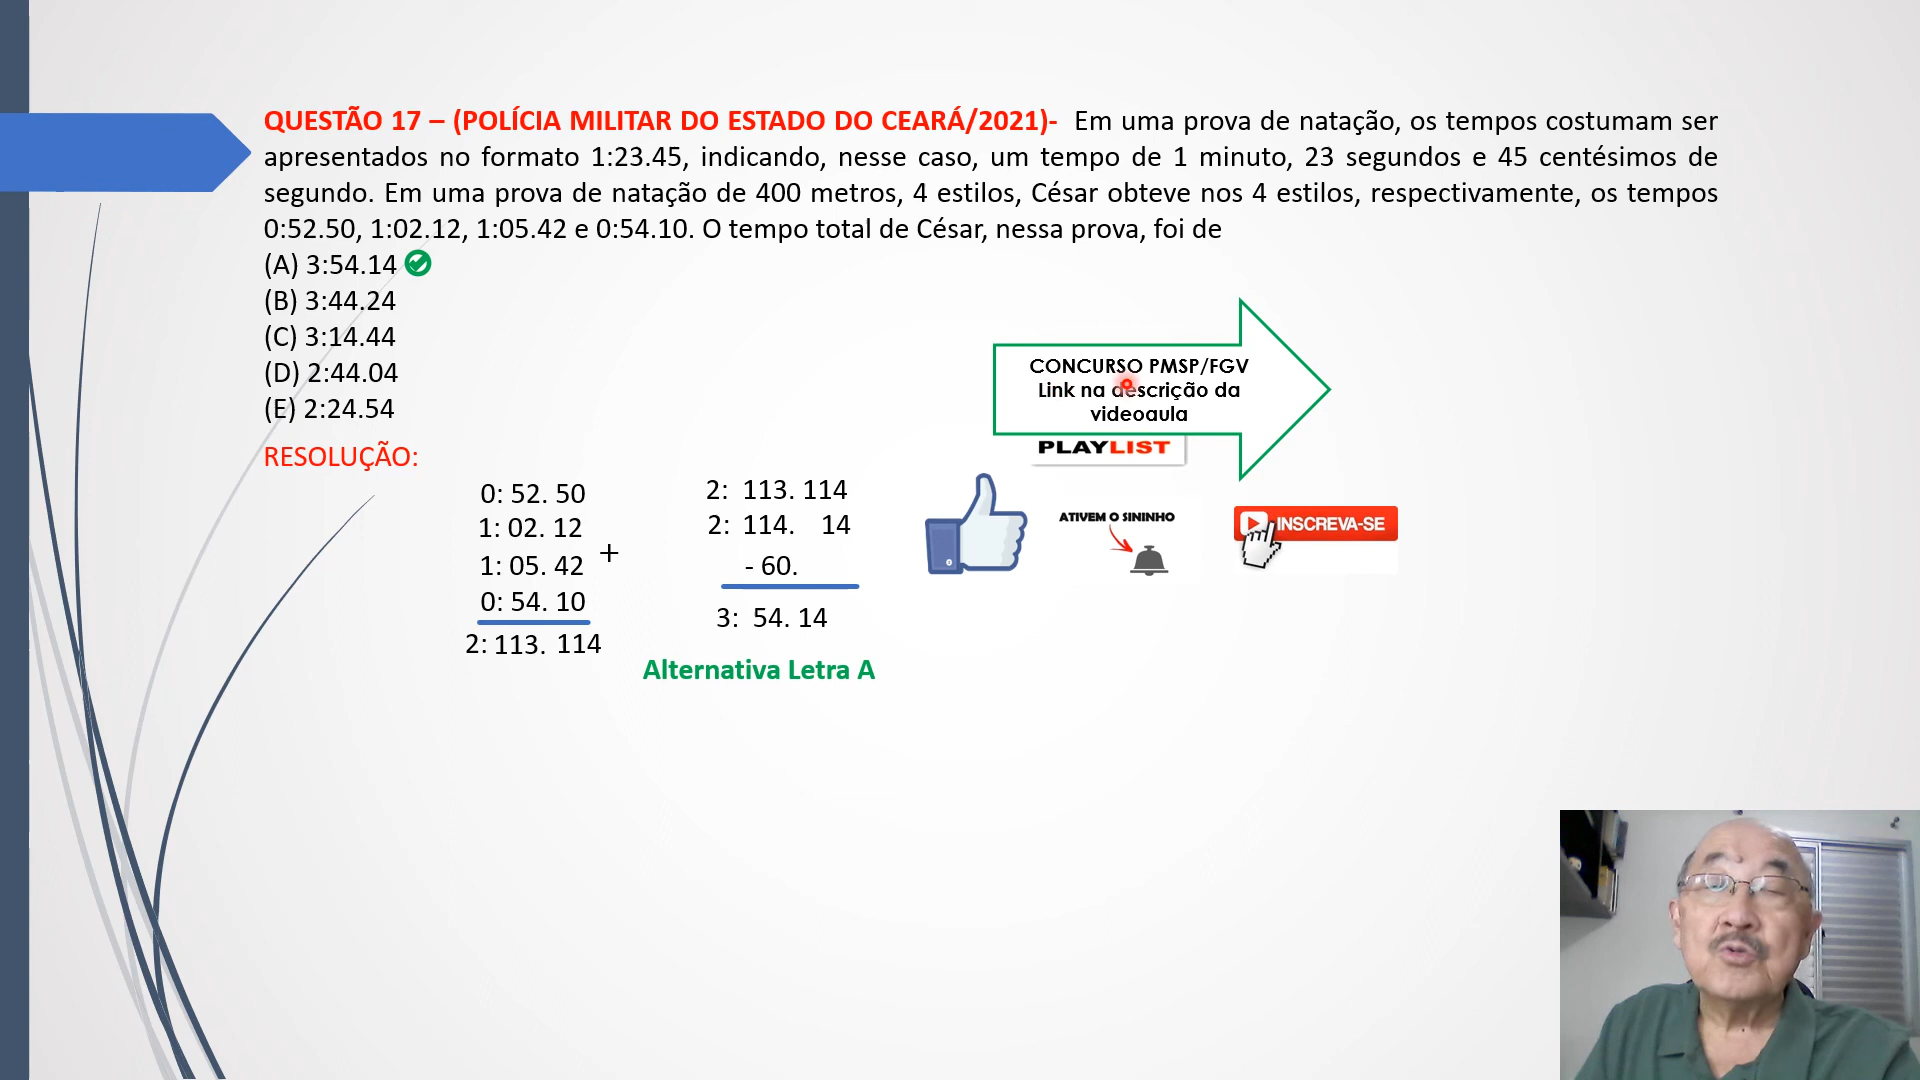 QUESTÃO 17 – (POLÍCIA MILITAR DO ESTADO DO CEARÁ/2021)- Em uma prova de natação, os tempos costumam ser
apresentados no formato 1:23.45, indicando, nesse caso, um tempo de 1 minuto, 23 segundos e 45 centésimos de
segundo. Em uma prova de natação de 400 metros, 4 estilos, César obteve nos 4 estilos, respectivamente, os tempos
0:52.50, 1:02.12, 1:05.42 e 0:54.10. O tempo total de César, nessa prova, foi de
(A) 3:54.14
(B) 3:44.24
(C) 3:14.44
(D) 2:44.04
(E) 2:24.54
RESOLUÇÃO:
0: 52. 50
1: 02. 12
1: 05. 42
+
0: 54. 10
2: 113. 114
2: 113. 114
2: 114. 14
- 60.
3: 54. 14
Alternativa Letra A
CONCURSO PMSP/FGV
Link na descrição da
videoaula
PLAYLIST
ATIVEM O SININHO
INSCREVA-SE